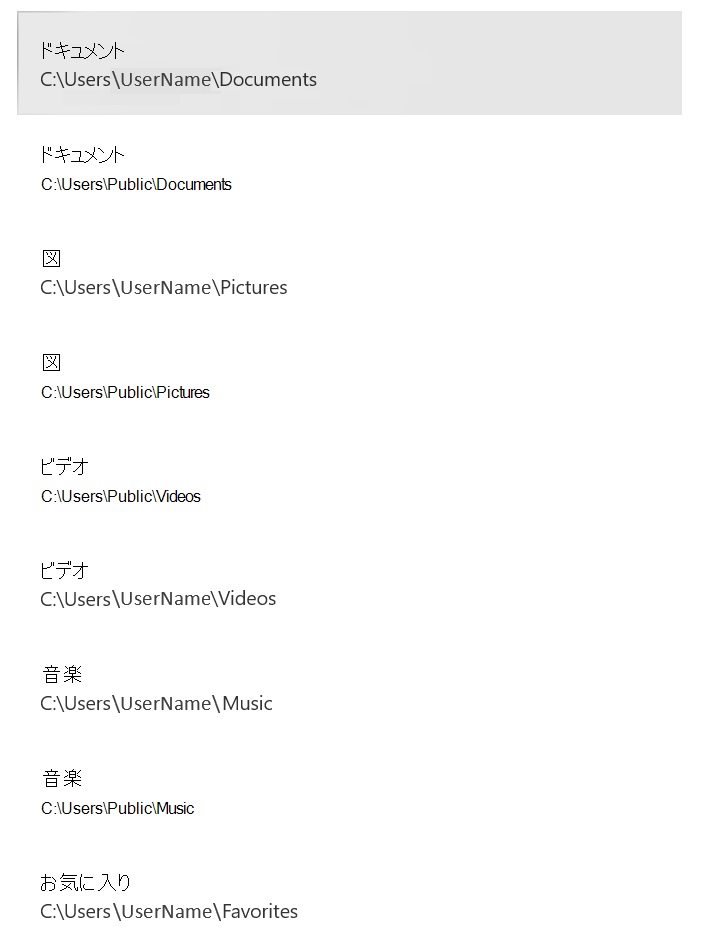 ドキュメント
C:\Users\UserName\Documents
ドキュメント
C:\Users\Public\Documents
図
C:\Users\UserName\Pictures
図
C:\Users\Public\Pictures
ビデオ
C:\Users\Public\Videos
ビデオ
C:\Users\UserName\Videos
音楽
C:\Users\UserName\Music
音楽
C:\Users\Public\Music
お気に入り
C:\Users\UserName\Favorites